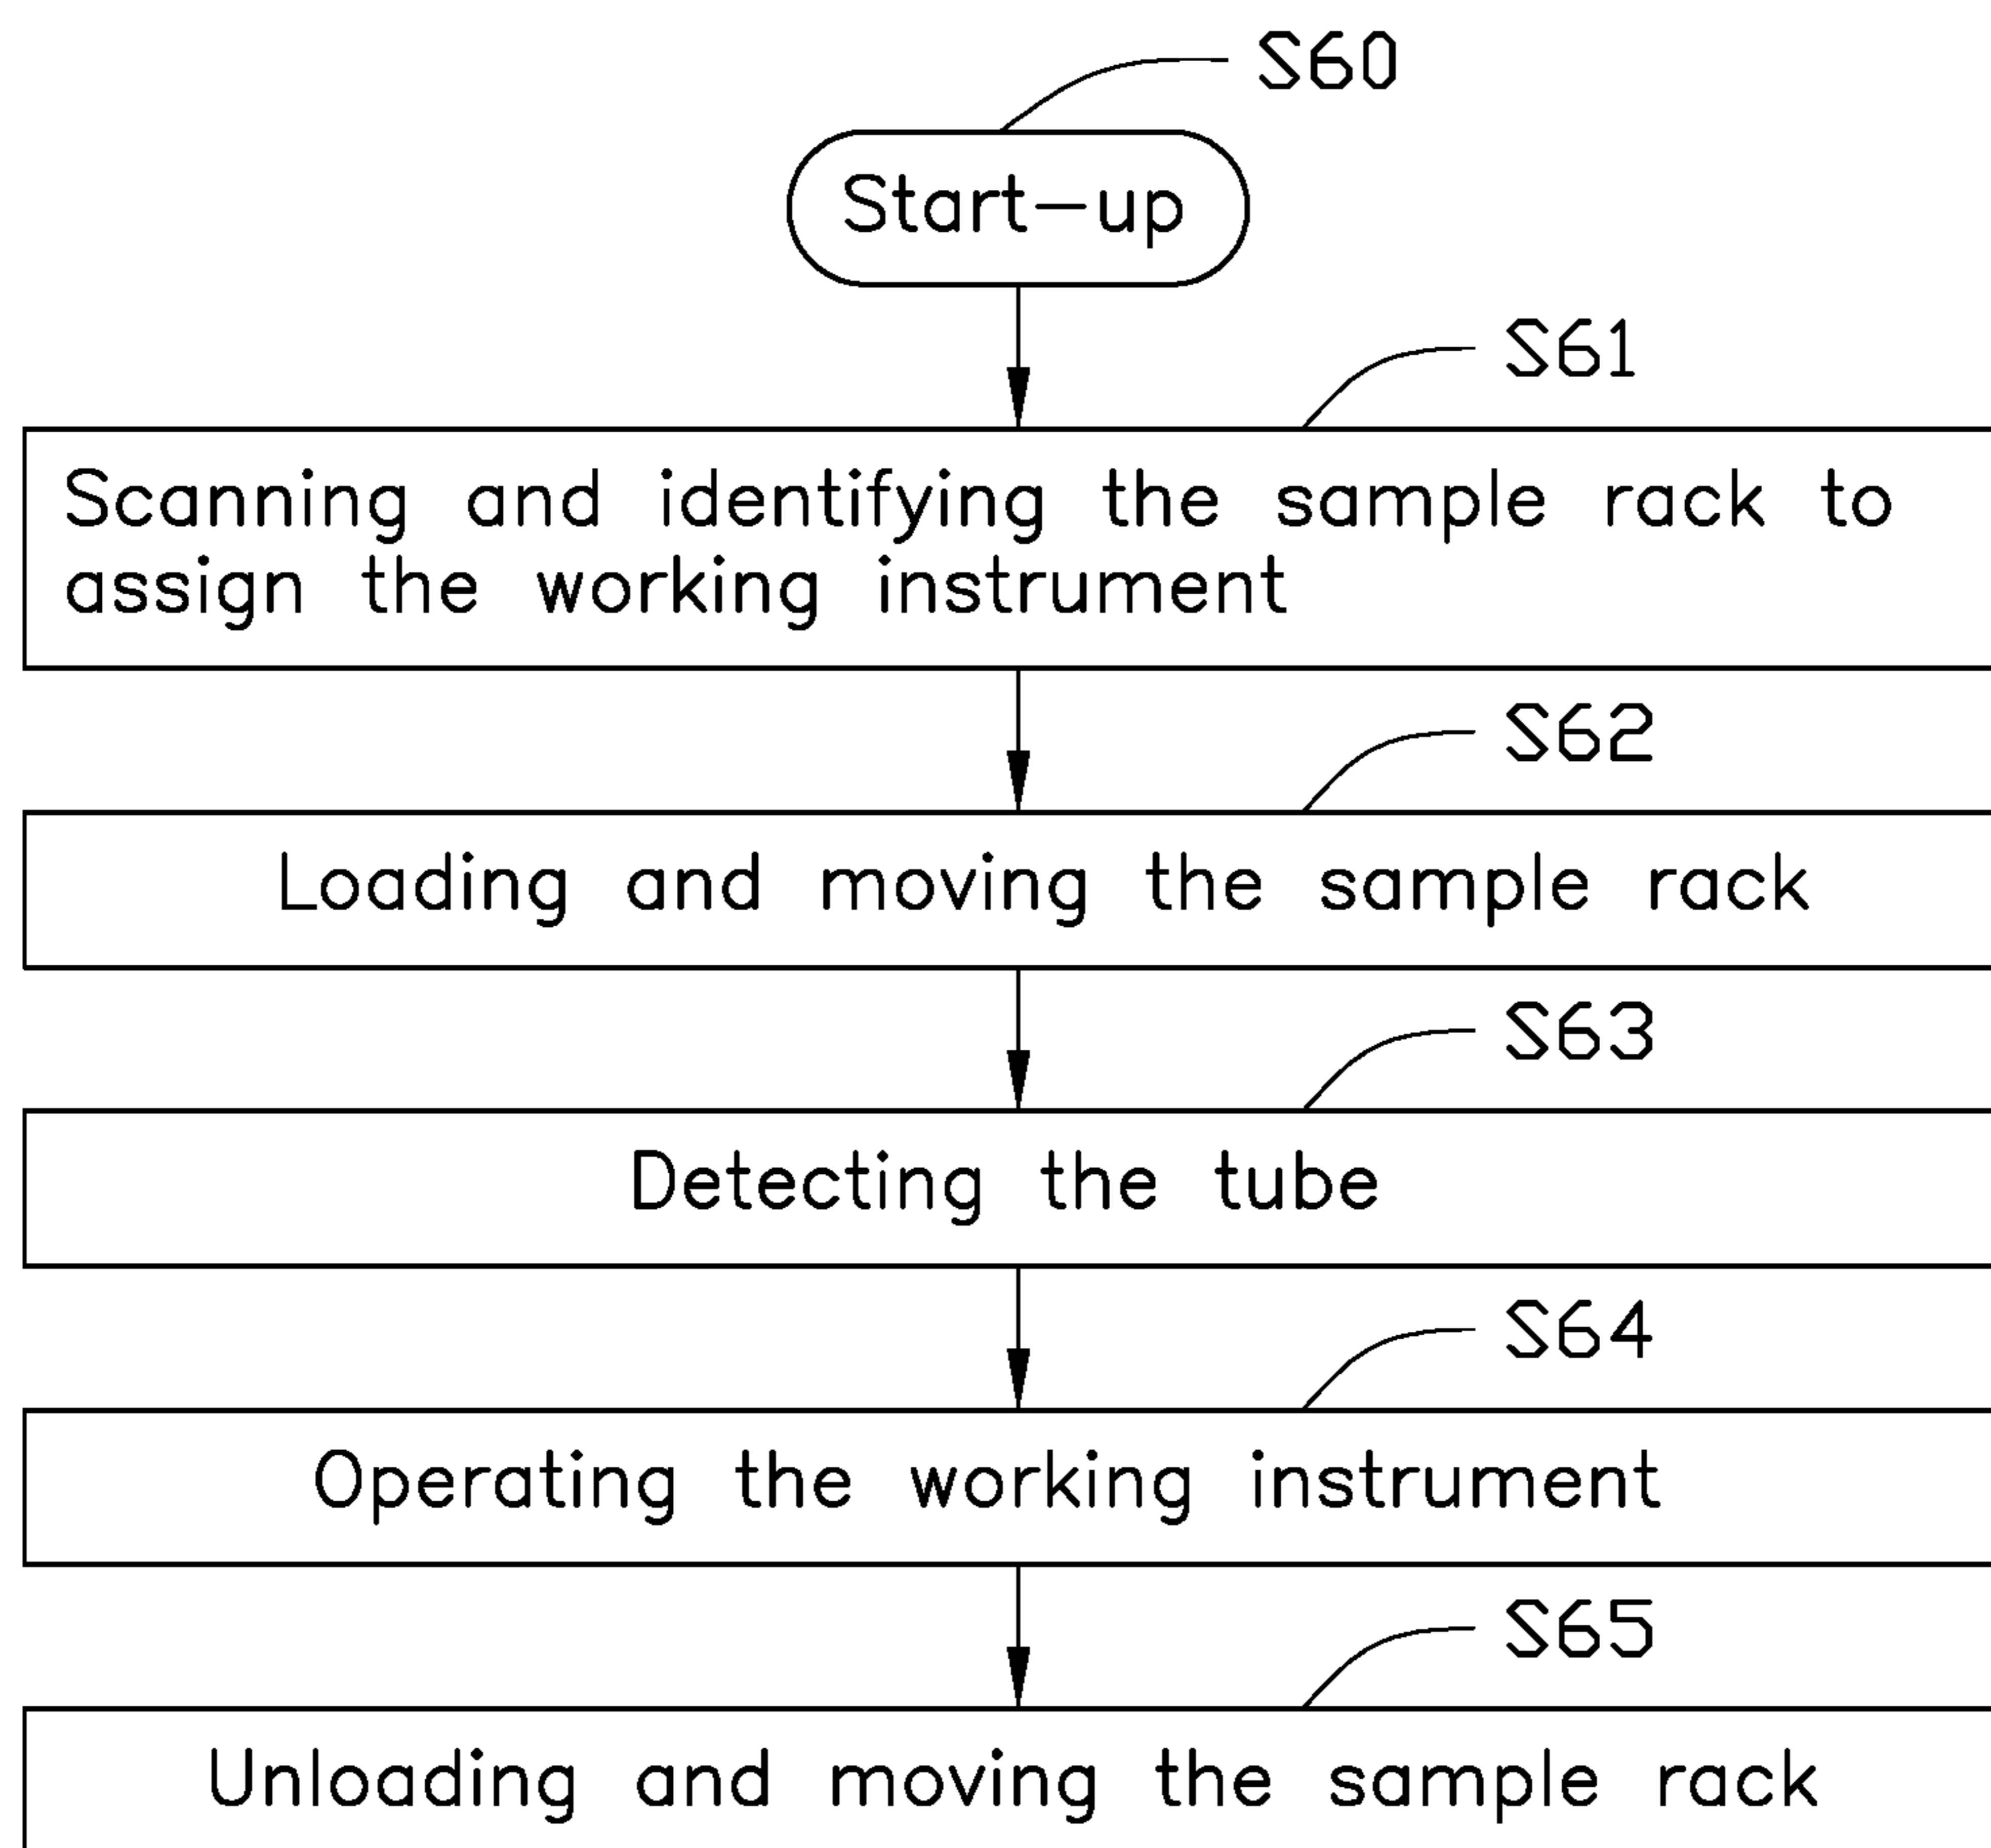 S60
Start-up
S61
Scanning and identifying the sample rack to
assign the working instrument
S62
Loading and moving the sample rack
S63
Detecting the tube
S64
Operating the working instrument
S65
Unloading and moving the sample rack